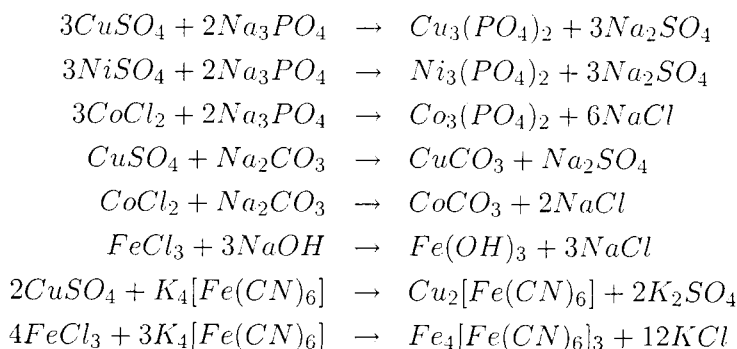 3CuSO₄ + 2Na₃PO₄ → Cu₃(PO₄)₂ + 3Na₂SO₄
3NiSO₄ + 2Na₃PO₄ → Ni₃(PO₄)₂ + 3Na₂SO₄
3CoCl₂ + 2Na₃PO₄ → Co₃(PO₄)₂ + 6NaCl
CuSO₄ + Na₂CO₃ → CuCO₃ + Na₂SO₄
CoCl₂ + Na₂CO₃ → CoCO₃ + 2NaCl
FeCl₃ + 3NaOH → Fe(OH)₃ + 3NaCl
2CuSO₄ + K₄[Fe(CN)₆] → Cu₂[Fe(CN)₆] + 2K₂SO₄
4FeCl₃ + 3K₄[Fe(CN)₆] → Fe₄[Fe(CN)₆]₃ + 12KCl